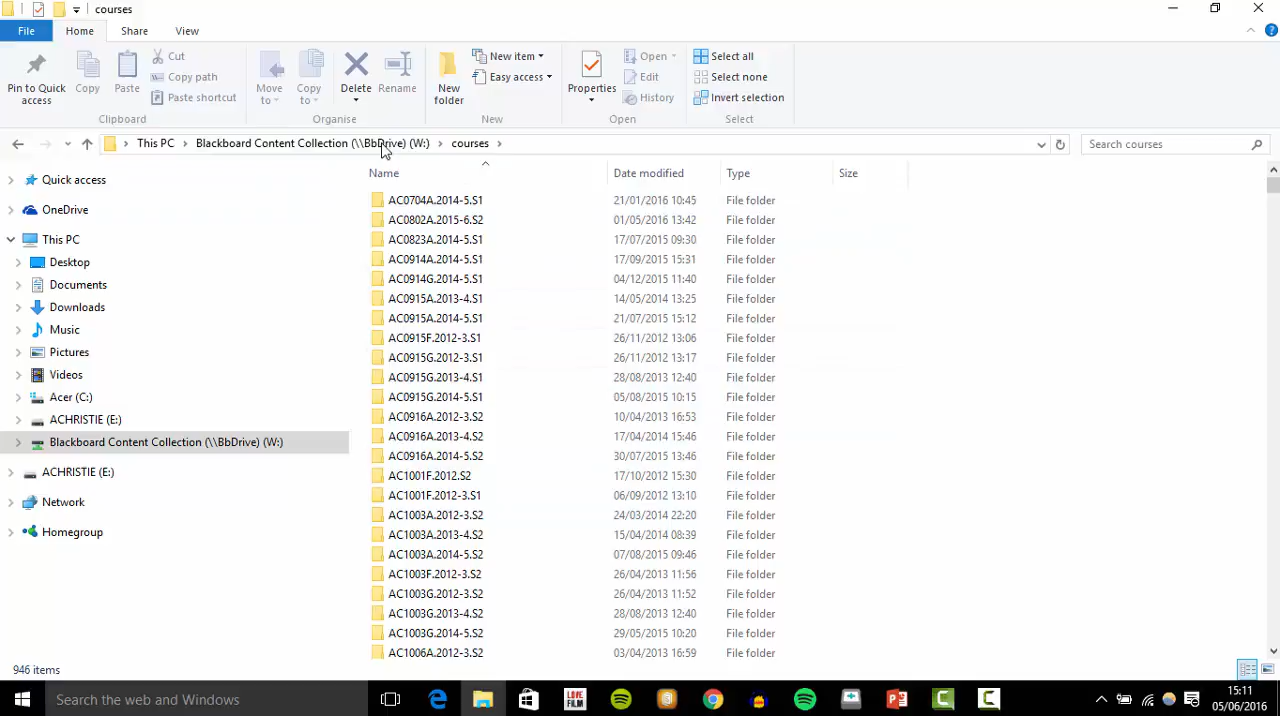 courses
File Home Share View
Pin to Quick access
Copy
Paste
Cut
Copy path
Paste shortcut
Clipboard
Move to
Copy to
Delete
Rename
Organise
New folder
New item
Easy access
New
Properties
Open
Edit
History
Open
Select all
Select none
Invert selection
Select
This PC Blackboard Content Collection (\\BbDrive) (W:) courses
Search courses
Quick access
OneDrive
This PC
Desktop
Documents
Downloads
Music
Pictures
Videos
Acer (C:)
ACHRISTIE (E:)
Blackboard Content Collection (\\BbDrive) (W:)
ACHRISTIE (E:)
Network
Homegroup
Name Date modified Type Size
AC0704A.2014-5.S1 21/01/2016 10:45 File folder
AC0802A.2015-6.S2 01/05/2016 13:42 File folder
AC0823A.2014-5.S1 17/07/2015 09:30 File folder
AC0914A.2014-5.S1 17/09/2015 15:31 File folder
AC0914G.2014-5.S1 04/12/2015 11:40 File folder
AC0915A.2013-4.S1 14/05/2014 13:25 File folder
AC0915A.2014-5.S1 21/07/2015 15:12 File folder
AC0915F.2012-3.S1 26/11/2012 13:06 File folder
AC0915G.2012-3.S1 26/11/2012 13:17 File folder
AC0915G.2013-4.S1 28/08/2013 12:40 File folder
AC0915G.2014-5.S1 05/08/2015 10:15 File folder
AC0916A.2012-3.S2 10/04/2013 16:53 File folder
AC0916A.2013-4.S2 17/04/2014 15:46 File folder
AC0916A.2014-5.S2 30/07/2015 13:46 File folder
AC1001F.2012.S2 17/10/2012 15:30 File folder
AC1001F.2012-3.S1 06/09/2012 13:10 File folder
AC1003A.2012-3.S2 24/03/2014 22:20 File folder
AC1003A.2013-4.S2 15/04/2014 08:39 File folder
AC1003A.2014-5.S2 07/08/2015 09:46 File folder
AC1003F.2012-3.S2 26/04/2013 11:56 File folder
AC1003G.2012-3.S2 26/04/2013 11:52 File folder
AC1003G.2013-4.S2 28/08/2013 12:40 File folder
AC1003G.2014-5.S2 29/05/2015 10:20 File folder
AC1006A.2012-3.S2 03/04/2013 16:59 File folder
946 items
Search the web and Windows
LOVE
FiLM
15:11
05/06/2016